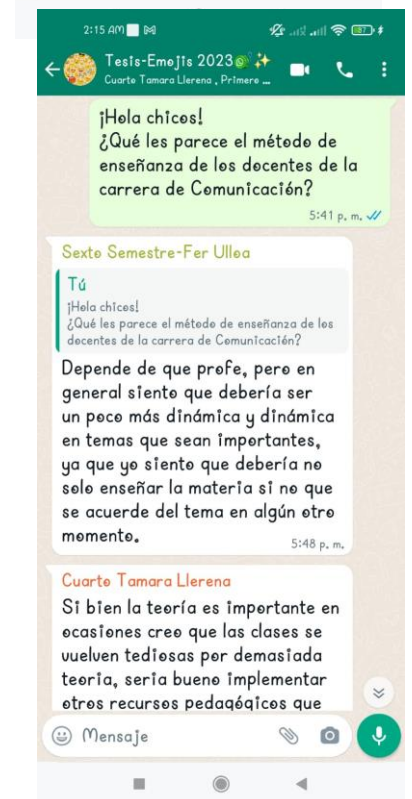 2:15 AM
Tesis-Emojis 2023
Cuarto Tamara Llerena, Primero ...
¡Hola chicos!
¿Qué les parece el método de
enseñanza de los docentes de la
carrera de Comunicación?
5:41 p. m.
Sexto Semestre-Fer Ulloa
Tú
¡Hola chicos!
¿Qué les parece el método de enseñanza de los
docentes de la carrera de Comunicación?
Depende de que profe, pero en
general siento que debería ser
un poco más dinámica y dinámica
en temas que sean importantes,
ya que yo siento que debería no
solo enseñar la materia si no que
se acuerde del tema en algún otro
momento.
5:48 p. m.
Cuarto Tamara Llerena
Si bien la teoría es importante en
ocasiones creo que las clases se
vuelven tediosas por demasiada
teoria, seria bueno implementar
otros recursos pedagógicos que
Mensaje